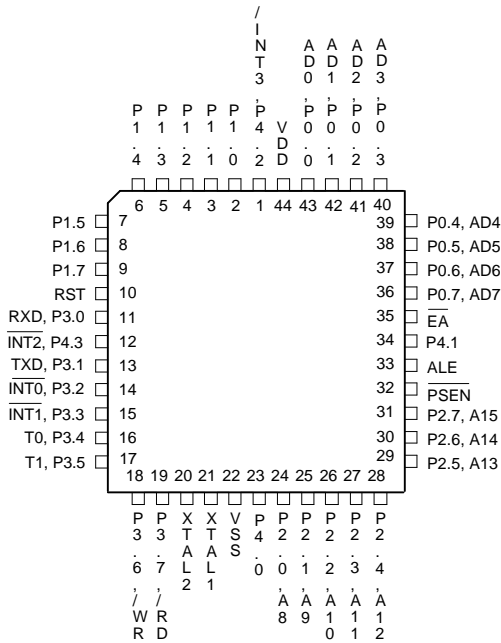 /INT3,P4.2
AD0,P0.0
AD1,P0.1
AD2,P0.2
AD3,P0.3
P1.4
P1.3
P1.2
P1.1
P1.0
VDD
6 5 4 3 2 1 44 43 42 41 40
P1.5 7
P1.6 8
P1.7 9
RST 10
RXD, P3.0 11
INT2, P4.3 12
TXD, P3.1 13
INT0, P3.2 14
INT1, P3.3 15
T0, P3.4 16
T1, P3.5 17
39 P0.4, AD4
38 P0.5, AD5
37 P0.6, AD6
36 P0.7, AD7
35 EA
34 P4.1
33 ALE
32 PSEN
31 P2.7, A15
30 P2.6, A14
29 P2.5, A13
18 19 20 21 22 23 24 25 26 27 28
P3.6,/WR
P3.7,/RD
XTAL2
XTAL1
VSS
P4.0
P2.0,A8
P2.1,A9
P2.2,A10
P2.3,A11
P2.4,A12